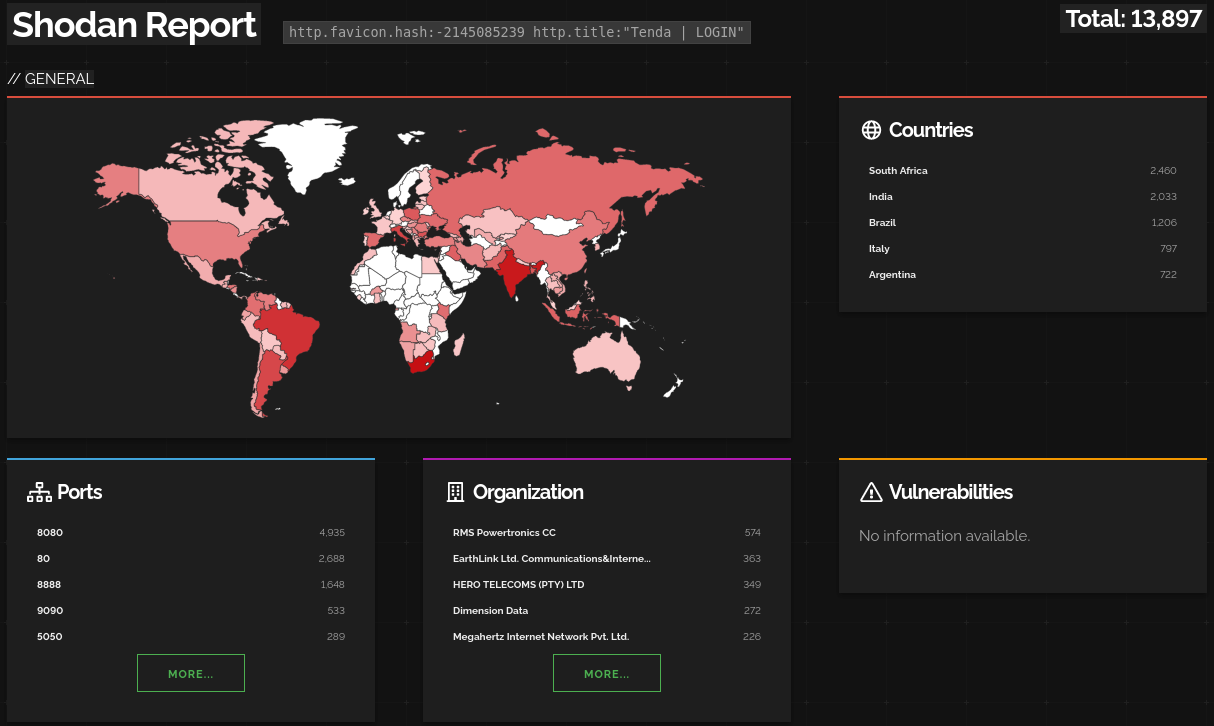 Shodan Report
http.favicon.hash:-2145085239 http.title:"Tenda | LOGIN"
Total: 13,897
// GENERAL
Countries
South Africa 2,460
India 2,033
Brazil 1,206
Italy 797
Argentina 722
Ports
8080 4,935
80 2,688
8888 1,648
9090 533
5050 289
MORE...
Organization
RMS Powertronics CC 574
EarthLink Ltd. Communications&Interne... 363
HERO TELECOMS (PTY) LTD 349
Dimension Data 272
Megahertz Internet Network Pvt. Ltd. 226
MORE...
Vulnerabilities
No information available.